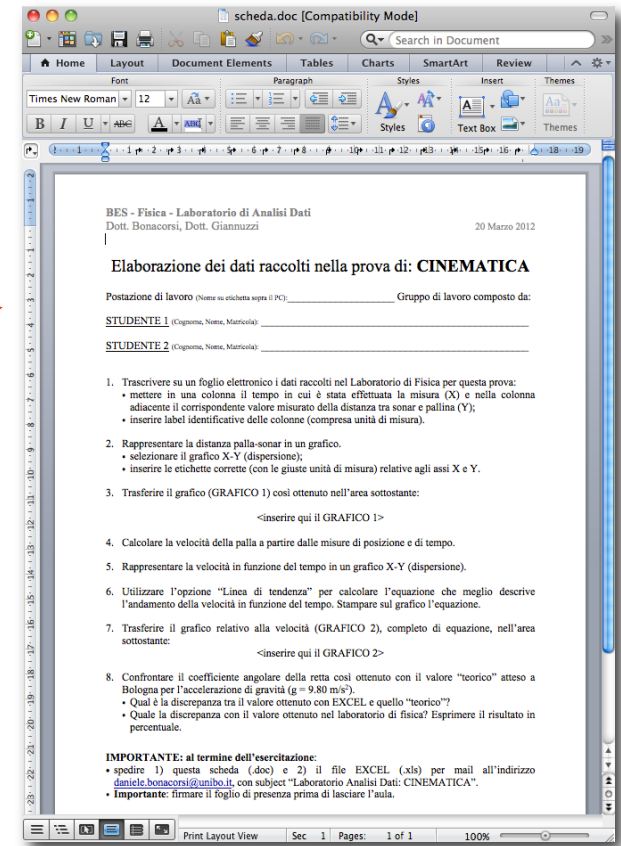 scheda.doc [Compatibility Mode]
Search in Document
Home Layout Document Elements Tables Charts SmartArt Review
Font Paragraph Styles Insert Themes
Times New Roman 12 Aa
B I U ABC A ABC Styles A Text Box Aa Themes
BES - Fisica - Laboratorio di Analisi Dati
Dott. Bonacorsi, Dott. Giannuzzi 20 Marzo 2012
Elaborazione dei dati raccolti nella prova di: CINEMATICA
Postazione di lavoro (Nome su etichetta sopra il PC):____________________ Gruppo di lavoro composto da:
STUDENTE 1 (Cognome, Nome, Matricola): ____________________
STUDENTE 2 (Cognome, Nome, Matricola): ____________________
1. Trascrivere su un foglio elettronico i dati raccolti nel Laboratorio di Fisica per questa prova:
• mettere in una colonna il tempo in cui è stata effettuata la misura (X) e nella colonna
adiacente il corrispondente valore misurato della distanza tra sonar e pallina (Y);
• inserire label identificative delle colonne (compresa unità di misura).
2. Rappresentare la distanza palla-sonar in un grafico.
• selezionare il grafico X-Y (dispersione);
• inserire le etichette corrette (con le giuste unità di misura) relative agli assi X e Y.
3. Trasferire il grafico (GRAFICO 1) così ottenuto nell'area sottostante:
<inserire qui il GRAFICO 1>
4. Calcolare la velocità della palla a partire dalle misure di posizione e di tempo.
5. Rappresentare la velocità in funzione del tempo in un grafico X-Y (dispersione).
6. Utilizzare l'opzione “Linea di tendenza” per calcolare l'equazione che meglio descrive
l'andamento della velocità in funzione del tempo. Stampare sul grafico l'equazione.
7. Trasferire il grafico relativo alla velocità (GRAFICO 2), completo di equazione, nell'area
sottostante:
<inserire qui il GRAFICO 2>
8. Confrontare il coefficiente angolare della retta così ottenuto con il valore “teorico” atteso a
Bologna per l'accelerazione di gravità (g = 9.80 m/s²).
• Qual è la discrepanza tra il valore ottenuto con EXCEL e quello “teorico”?
• Quale la discrepanza con il valore ottenuto nel laboratorio di fisica? Esprimere il risultato in
percentuale.
IMPORTANTE: al termine dell'esercitazione:
• spedire 1) questa scheda (.doc) e 2) il file EXCEL (.xls) per mail all'indirizzo
daniele.bonacorsi@unibo.it, con subject “Laboratorio Analisi Dati: CINEMATICA”.
• Importante: firmare il foglio di presenza prima di lasciare l'aula.
Print Layout View Sec 1 Pages: 1 of 1 100%